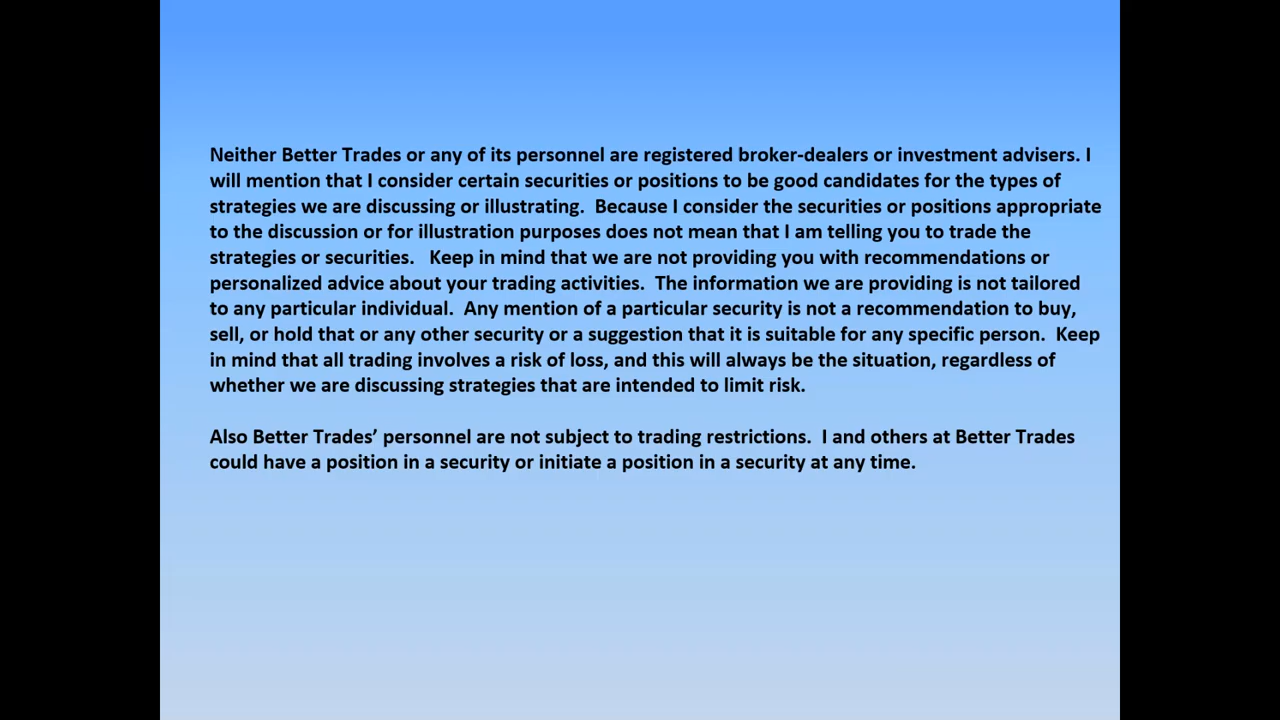 Neither Better Trades or any of its personnel are registered broker-dealers or investment advisers. I
will mention that I consider certain securities or positions to be good candidates for the types of
strategies we are discussing or illustrating.  Because I consider the securities or positions appropriate
to the discussion or for illustration purposes does not mean that I am telling you to trade the
strategies or securities.   Keep in mind that we are not providing you with recommendations or
personalized advice about your trading activities.  The information we are providing is not tailored
to any particular individual.  Any mention of a particular security is not a recommendation to buy,
sell, or hold that or any other security or a suggestion that it is suitable for any specific person.  Keep
in mind that all trading involves a risk of loss, and this will always be the situation, regardless of
whether we are discussing strategies that are intended to limit risk.
Also Better Trades’ personnel are not subject to trading restrictions.  I and others at Better Trades
could have a position in a security or initiate a position in a security at any time.